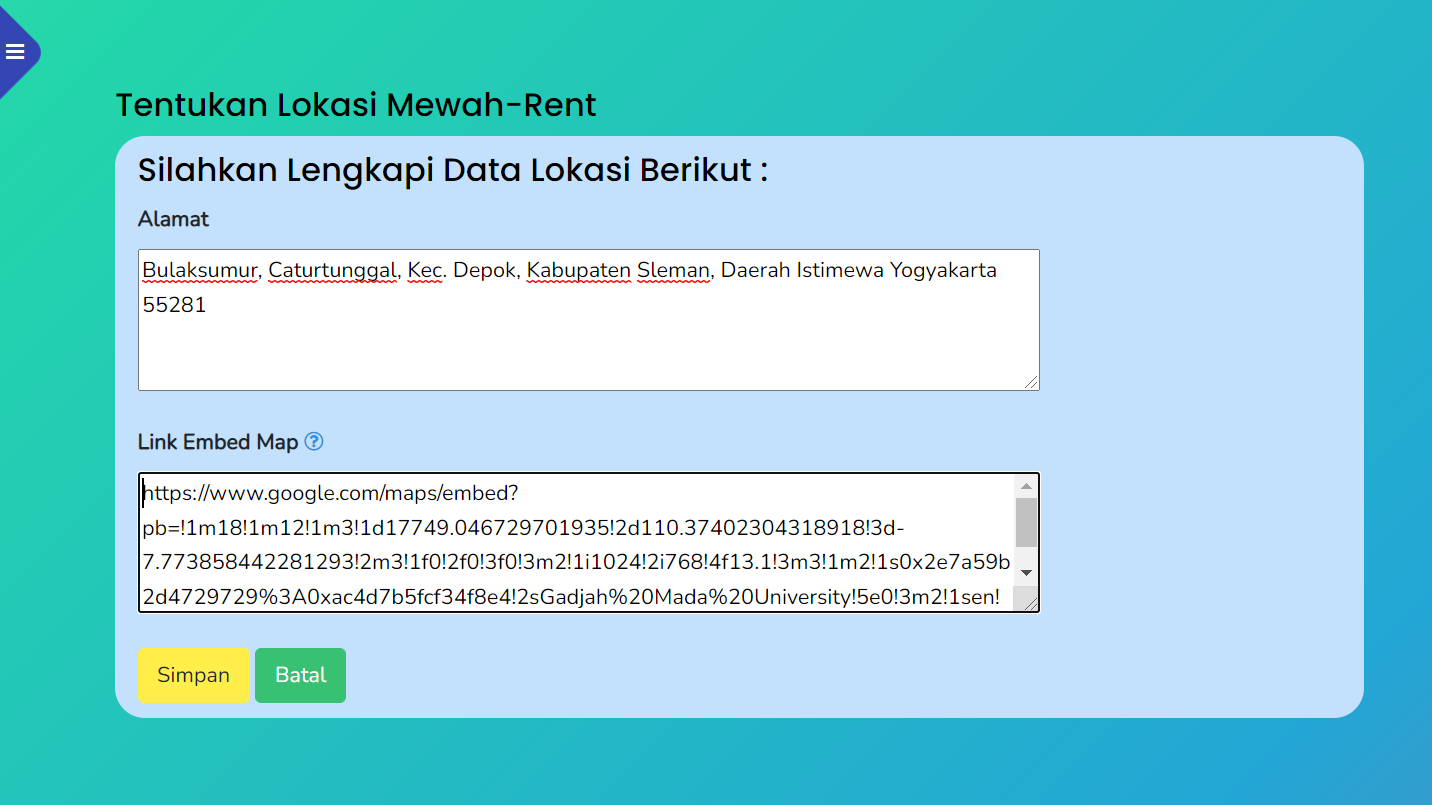 Tentukan Lokasi Mewah-Rent
Silahkan Lengkapi Data Lokasi Berikut :
Alamat
Bulaksumur, Caturtunggal, Kec. Depok, Kabupaten Sleman, Daerah Istimewa Yogyakarta
55281
Link Embed Map ?
https://www.google.com/maps/embed?
pb=!1m18!1m12!1m3!1d17749.046729701935!2d110.37402304318918!3d-
7.773858442281293!2m3!1f0!2f0!3f0!3m2!1i1024!2i768!4f13.1!3m3!1m2!1s0x2e7a59b
2d4729729%3A0xac4d7b5fcf34f8e4!2sGadjah%20Mada%20University!5e0!3m2!1sen!
Simpan Batal